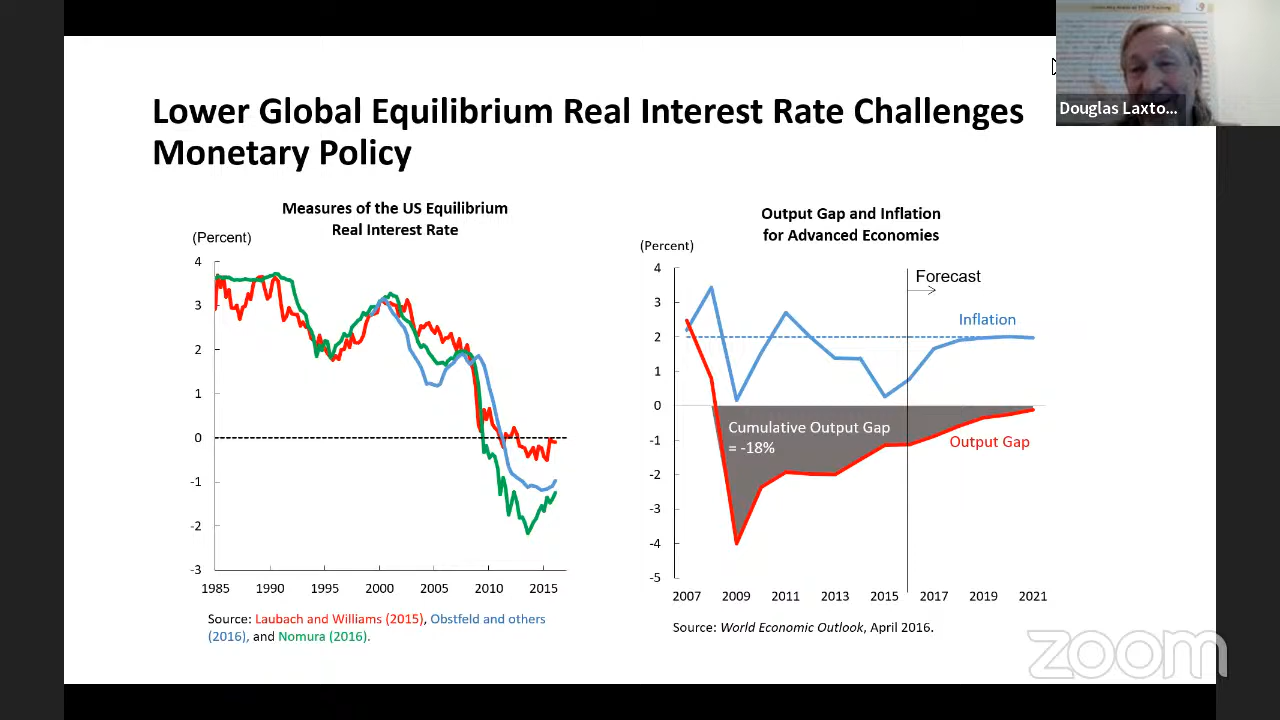 Douglas Laxto...
Lower Global Equilibrium Real Interest Rate Challenges
Monetary Policy
Measures of the US Equilibrium
Real Interest Rate
(Percent)
4
3
2
1
0
-1
-2
-3
1985 1990 1995 2000 2005 2010 2015
Source: Laubach and Williams (2015), Obstfeld and others
(2016), and Nomura (2016).
Output Gap and Inflation
for Advanced Economies
(Percent)
4
3
2
1
0
-1
-2
-3
-4
-5
Forecast
Inflation
Cumulative Output Gap
= -18%
Output Gap
2007 2009 2011 2013 2015 2017 2019 2021
Source: World Economic Outlook, April 2016.
zoom